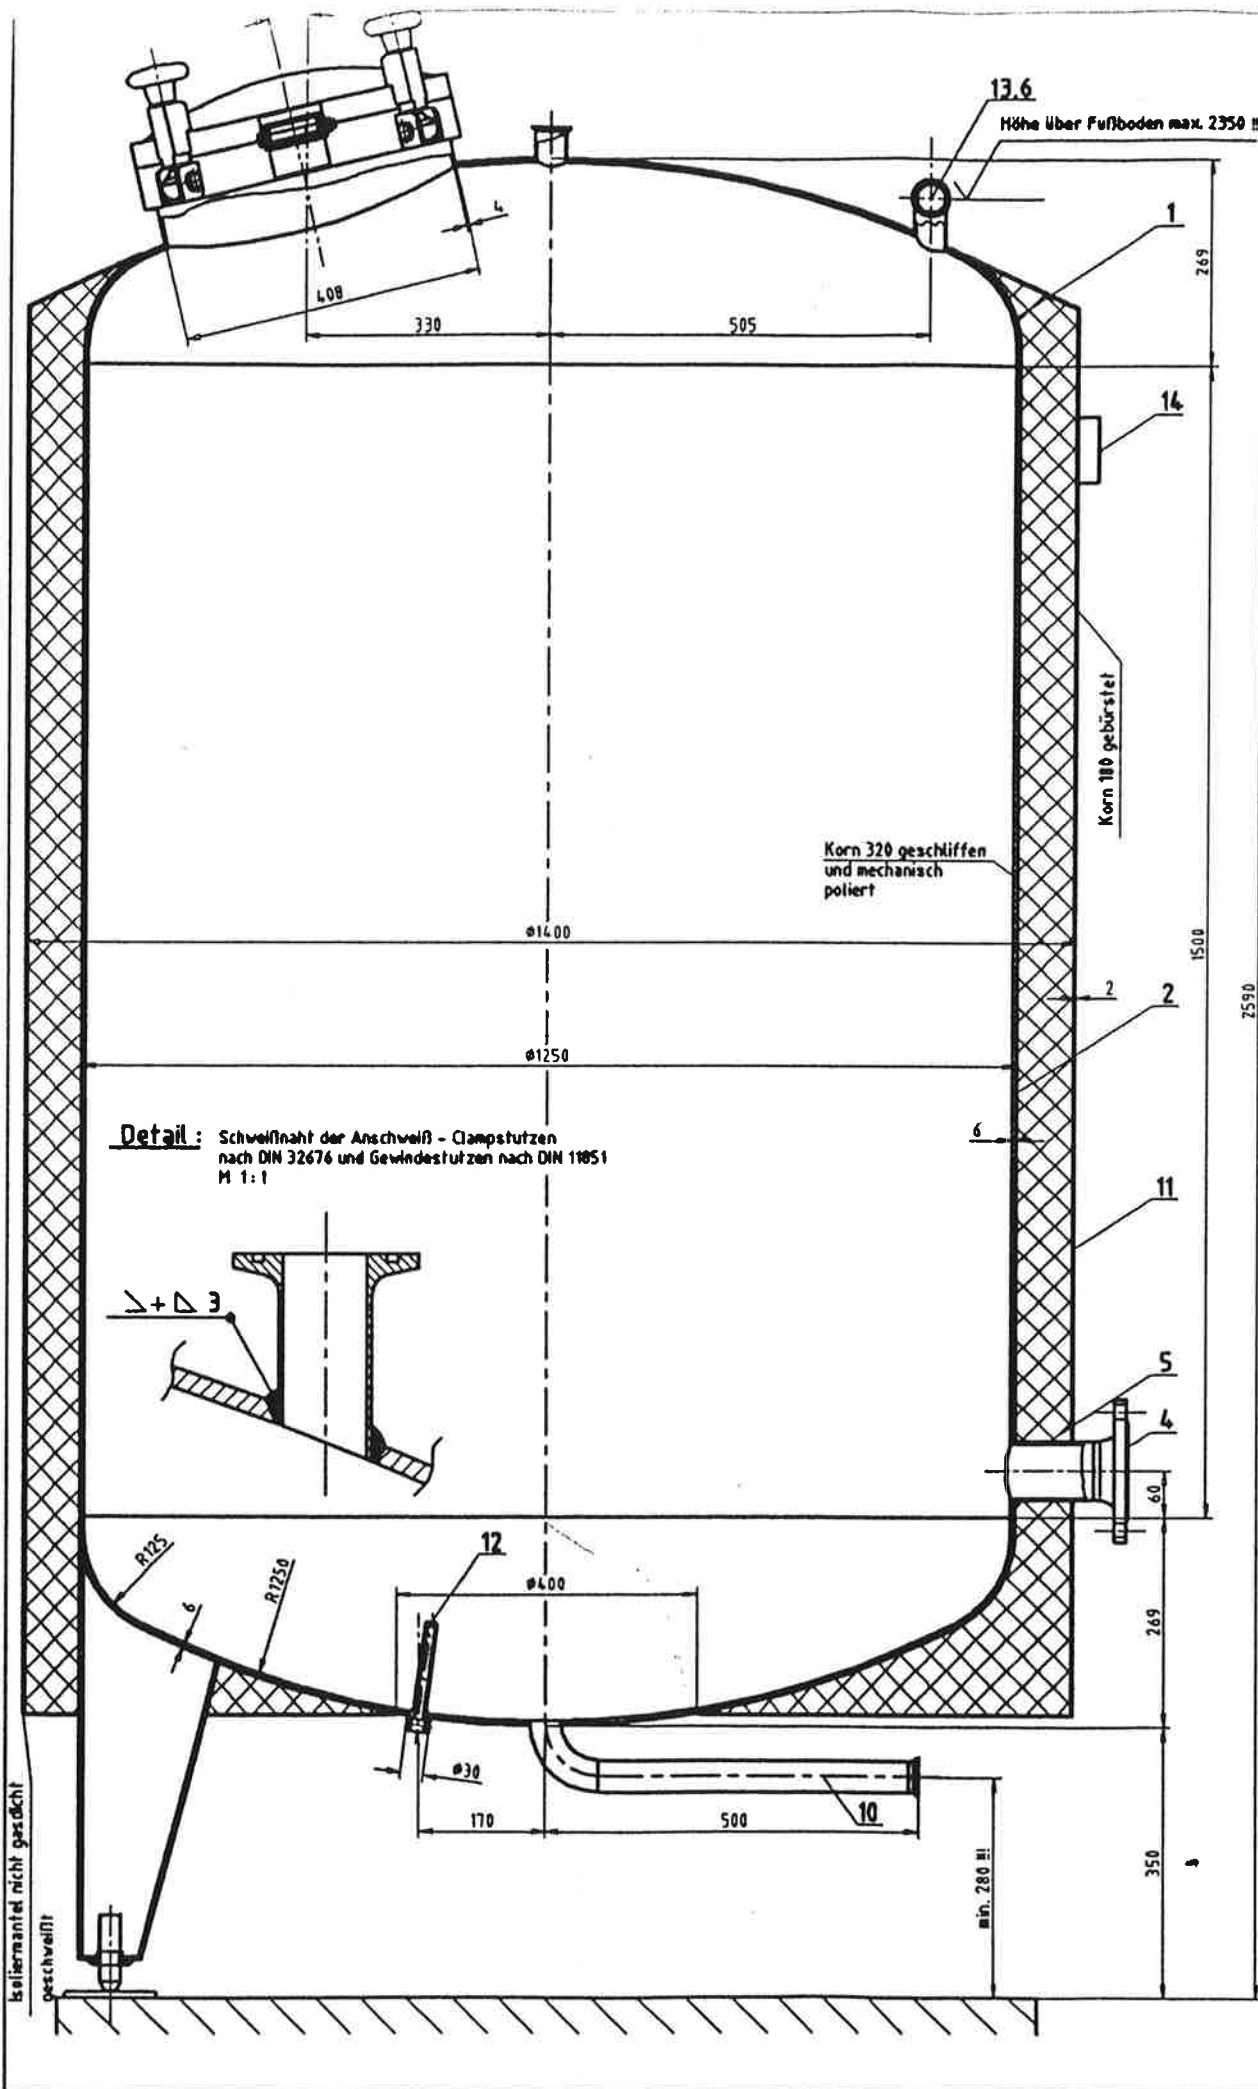 13.6
Höhe über Fußboden max. 2350 !!
4
1
408
269
330
505
14
Korn 180 gebürstet
Korn 320 geschliffen
und mechanisch
poliert
ø1400
1500
2590
2
2
ø1250
Detail :
Schweißnaht der Anschweiß - Clampstutzen
nach DIN 32676 und Gewindestutzen nach DIN 11851
M 1:1
6
11
+ 3
5
4
60
R125
6
R1250
12
ø400
269
ø30
170
500
10
min. 280 !!!
350
Isoliermantel nicht gasdicht
geschweißt